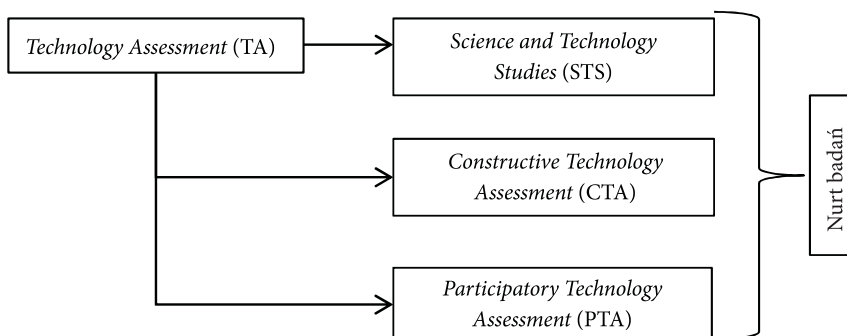 Technology Assessment (TA)
Science and Technology
Studies (STS)
Constructive Technology
Assessment (CTA)
Participatory Technology
Assessment (PTA)
Nurt badań